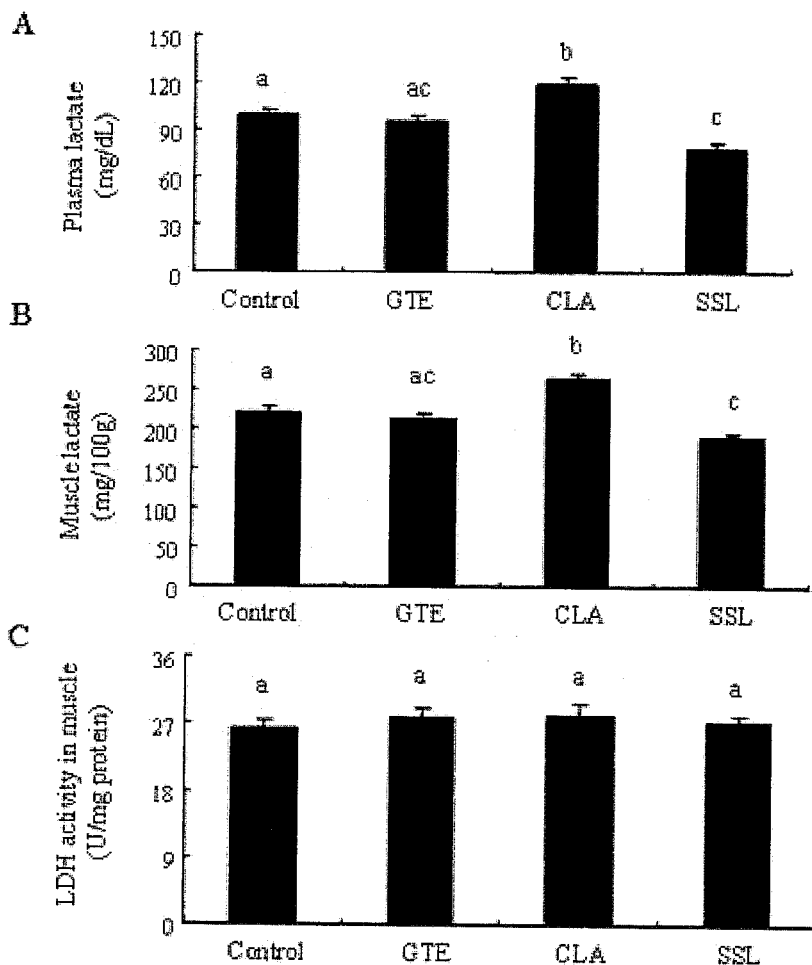 A
Plasma lactate
(mg/dL)
150
120
90
60
30
0
a
ac
b
c
Control GTE CLA SSL
B
Muscle lactate
(mg/100g)
300
250
200
150
100
50
0
a
ac
b
c
Control GTE CLA SSL
C
LDH activity in muscle
(U/mg protein)
36
27
18
9
0
a a a a
Control GTE CLA SSL